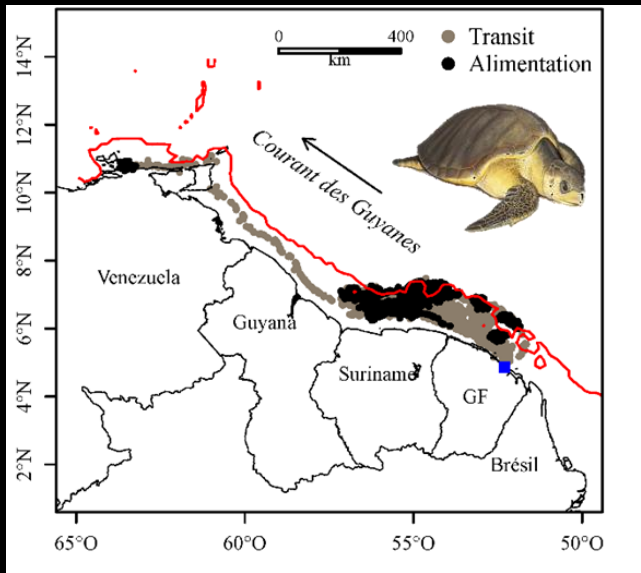 0 400
km
Transit
Alimentation
Courant des Guyanes
14°N
12°N
10°N
8°N
6°N
4°N
2°N
Venezuela
Guyana
Suriname
GF
Brésil
65°O 60°O 55°O 50°O